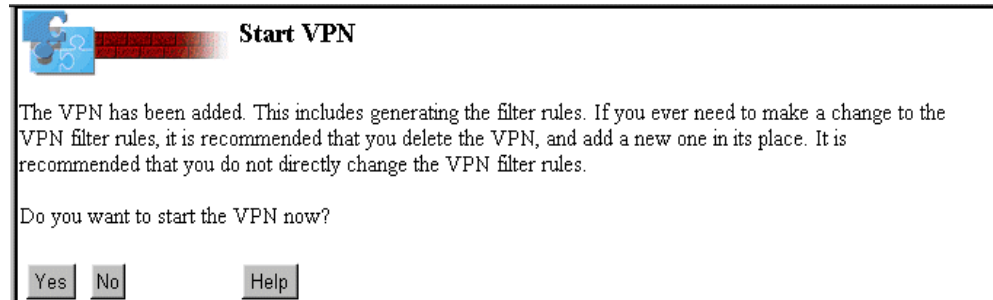 Start VPN
The VPN has been added. This includes generating the filter rules. If you ever need to make a change to the
VPN filter rules, it is recommended that you delete the VPN, and add a new one in its place. It is
recommended that you do not directly change the VPN filter rules.
Do you want to start the VPN now?
Yes No Help